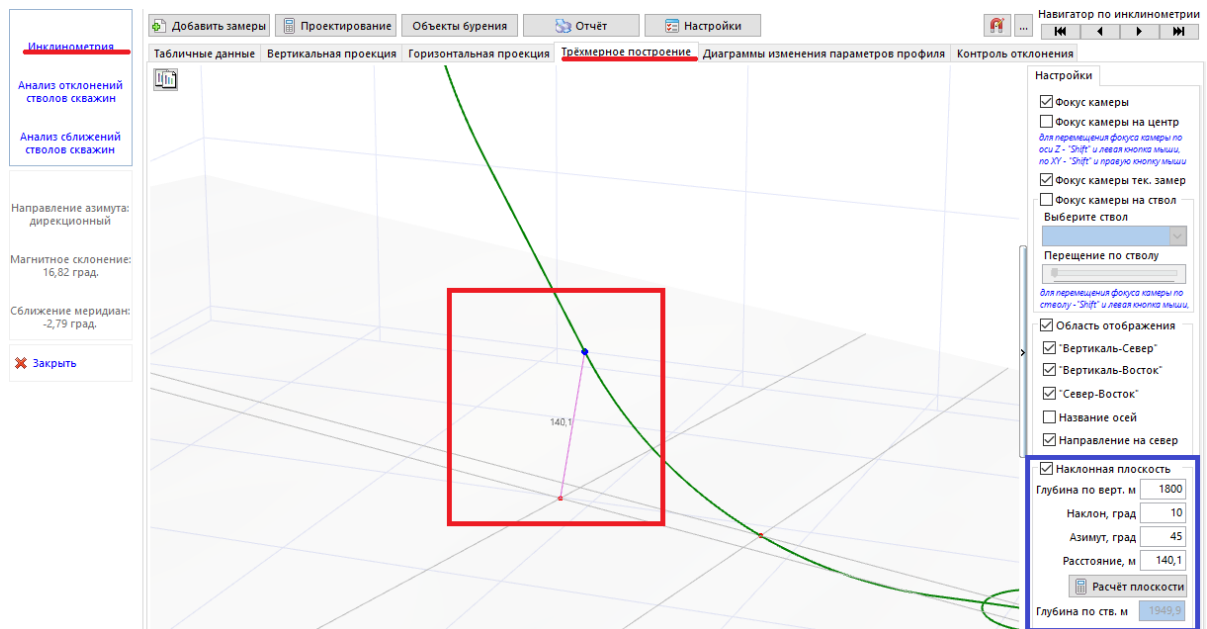 Инклинометрия
Анализ отклонений
стволов скважин
Анализ сближений
стволов скважин
Направление азимута:
дирекционный
Магнитное склонение:
16,82 град.
Сближение меридиан:
-2,79 град.
Закрыть
Добавить замеры
Проектирование
Объекты бурения
Отчёт
Настройки
...
Навигатор по инклинометрии
Табличные данные
Вертикальная проекция
Горизонтальная проекция
Трёхмерное построение
Диаграммы изменения параметров профиля
Контроль отклонения
140,1
Настройки
Фокус камеры
Фокус камеры на центр
для перемещения фокуса камеры по
оси Z - "Shift" и левая кнопка мыши,
по XY - "Shift" и правую кнопку мыши
Фокус камеры тек. замер
Фокус камеры на ствол
Выберите ствол
Перещение по стволу
для перемещения фокуса камеры по
стволу -"Shift" и левая кнопка мыши,
Область отображения
"Вертикаль-Север"
"Вертикаль-Восток"
"Север-Восток"
Название осей
Направление на север
Наклонная плоскость
Глубина по верт. м 1800
Наклон, град 10
Азимут, град 45
Расстояние, м 140,1
Расчёт плоскости
Глубина по ств. м 1949,9